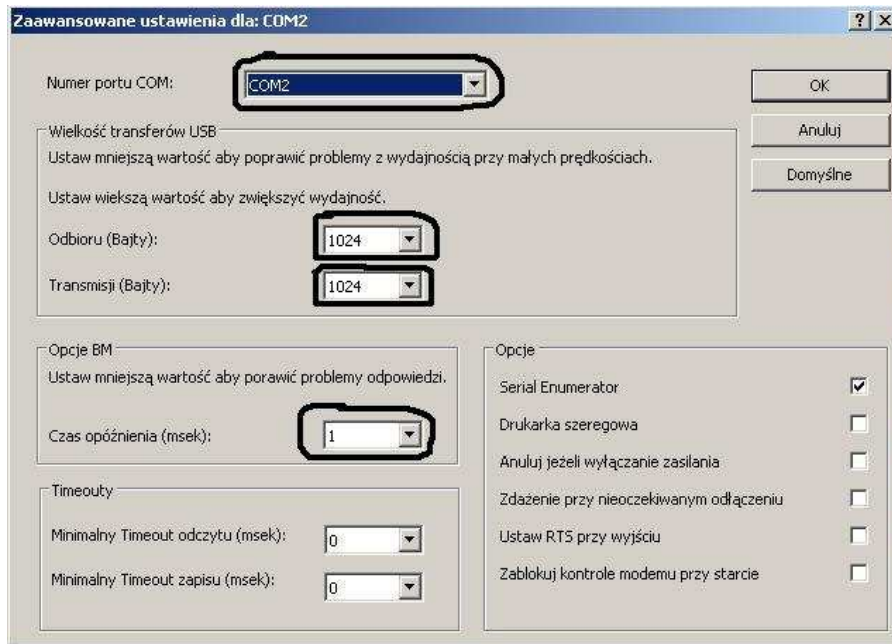 Zaawansowane ustawienia dla: COM2
Numer portu COM:
COM2
OK
Anuluj
Domyślne
Wielkość transferów USB
Ustaw mniejszą wartość aby poprawić problemy z wydajnością przy małych prędkościach.
Ustaw wiekszą wartość aby zwiększyć wydajność.
Odbioru (Bajty):
1024
Transmisji (Bajty):
1024
Opcje BM
Ustaw mniejszą wartość aby porawić problemy odpowiedzi.
Czas opóźnienia (msek):
1
Timeouty
Minimalny Timeout odczytu (msek):
0
Minimalny Timeout zapisu (msek):
0
Opcje
Serial Enumerator
Drukarka szeregowa
Anuluj jeżeli wyłączanie zasilania
Zdażenie przy nieoczekiwanym odłączeniu
Ustaw RTS przy wyjściu
Zablokuj kontrole modemu przy starcie